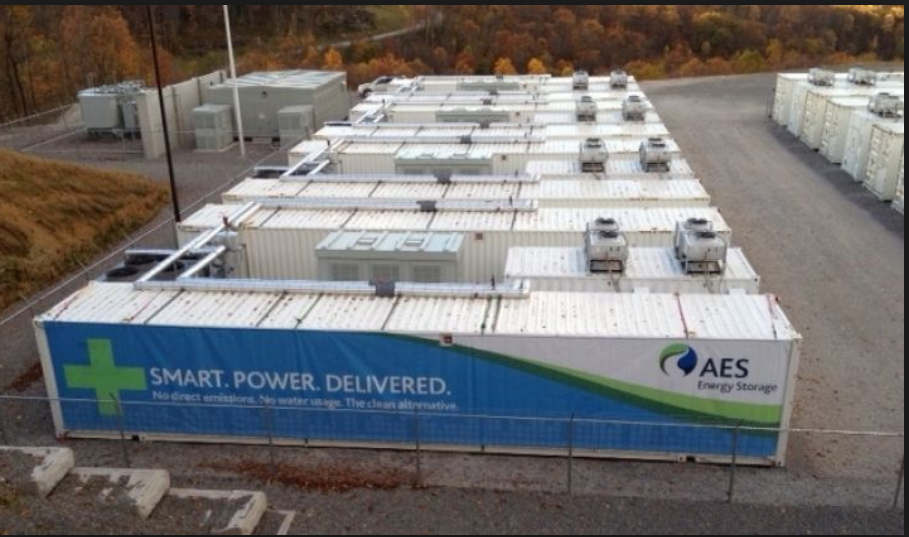 SMART. POWER. DELIVERED.
No direct emissions. No water usage. The clean alternative.
AES
Energy Storage